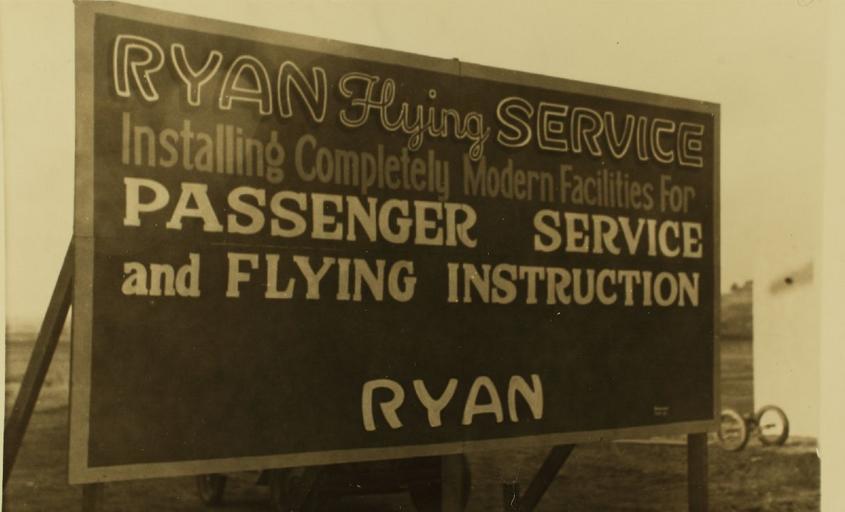 RYAN Flying SERVICE
Installing Completely Modern Facilities For
PASSENGER SERVICE
and FLYING INSTRUCTION
RYAN